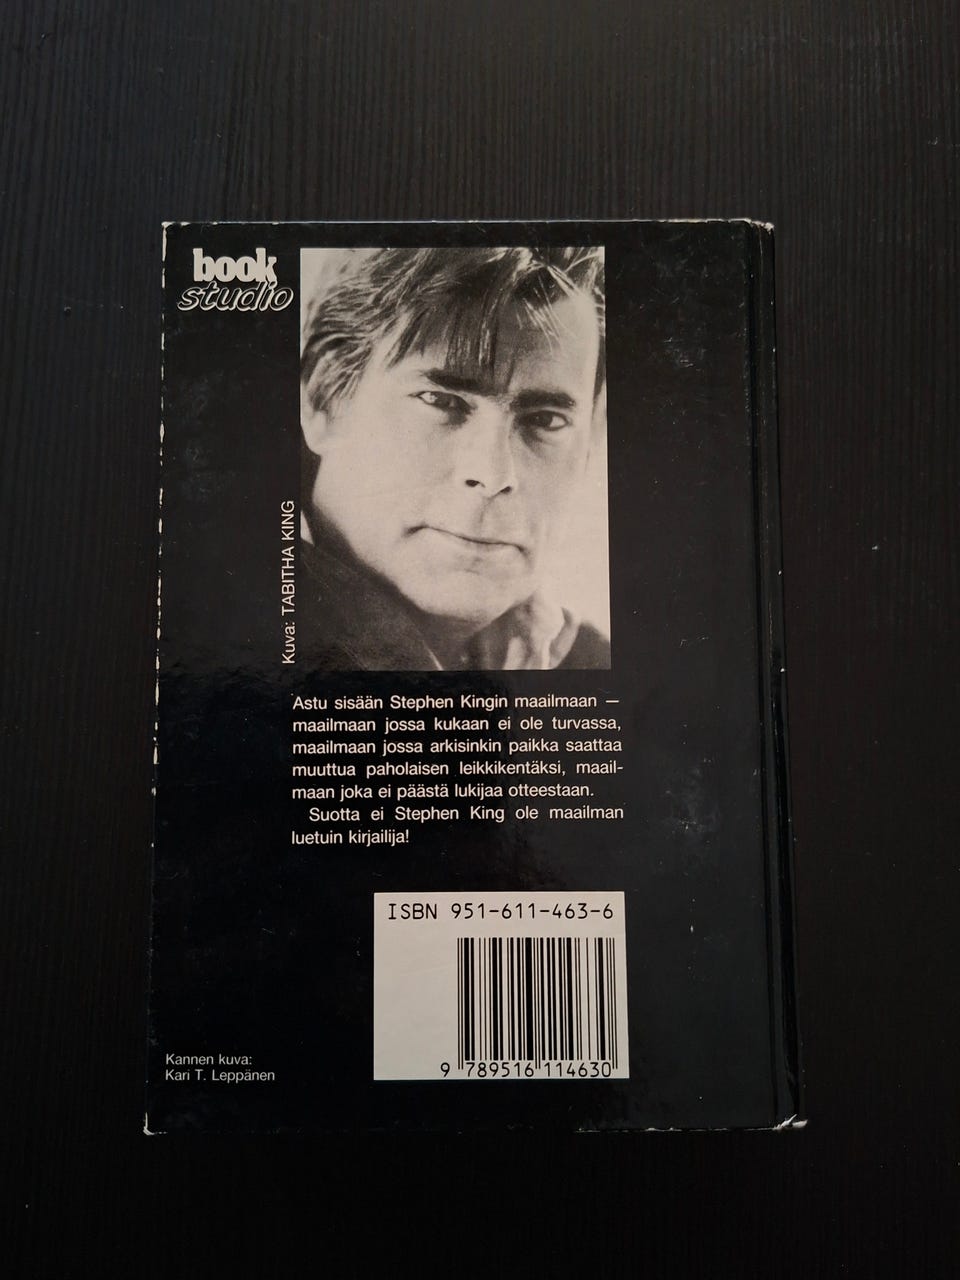 book
studio
Kuva: TABITHA KING
Astu sisään Stephen Kingin maailmaan —
maailmaan jossa kukaan ei ole turvassa,
maailmaan jossa arkisinkin paikka saattaa
muuttua paholaisen leikkikentäksi, maail-
maan joka ei päästä lukijaa otteestaan.
Suotta ei Stephen King ole maailman
luetuin kirjailija!
ISBN 951-611-463-6
9 789516 114630
Kannen kuva:
Kari T. Leppänen